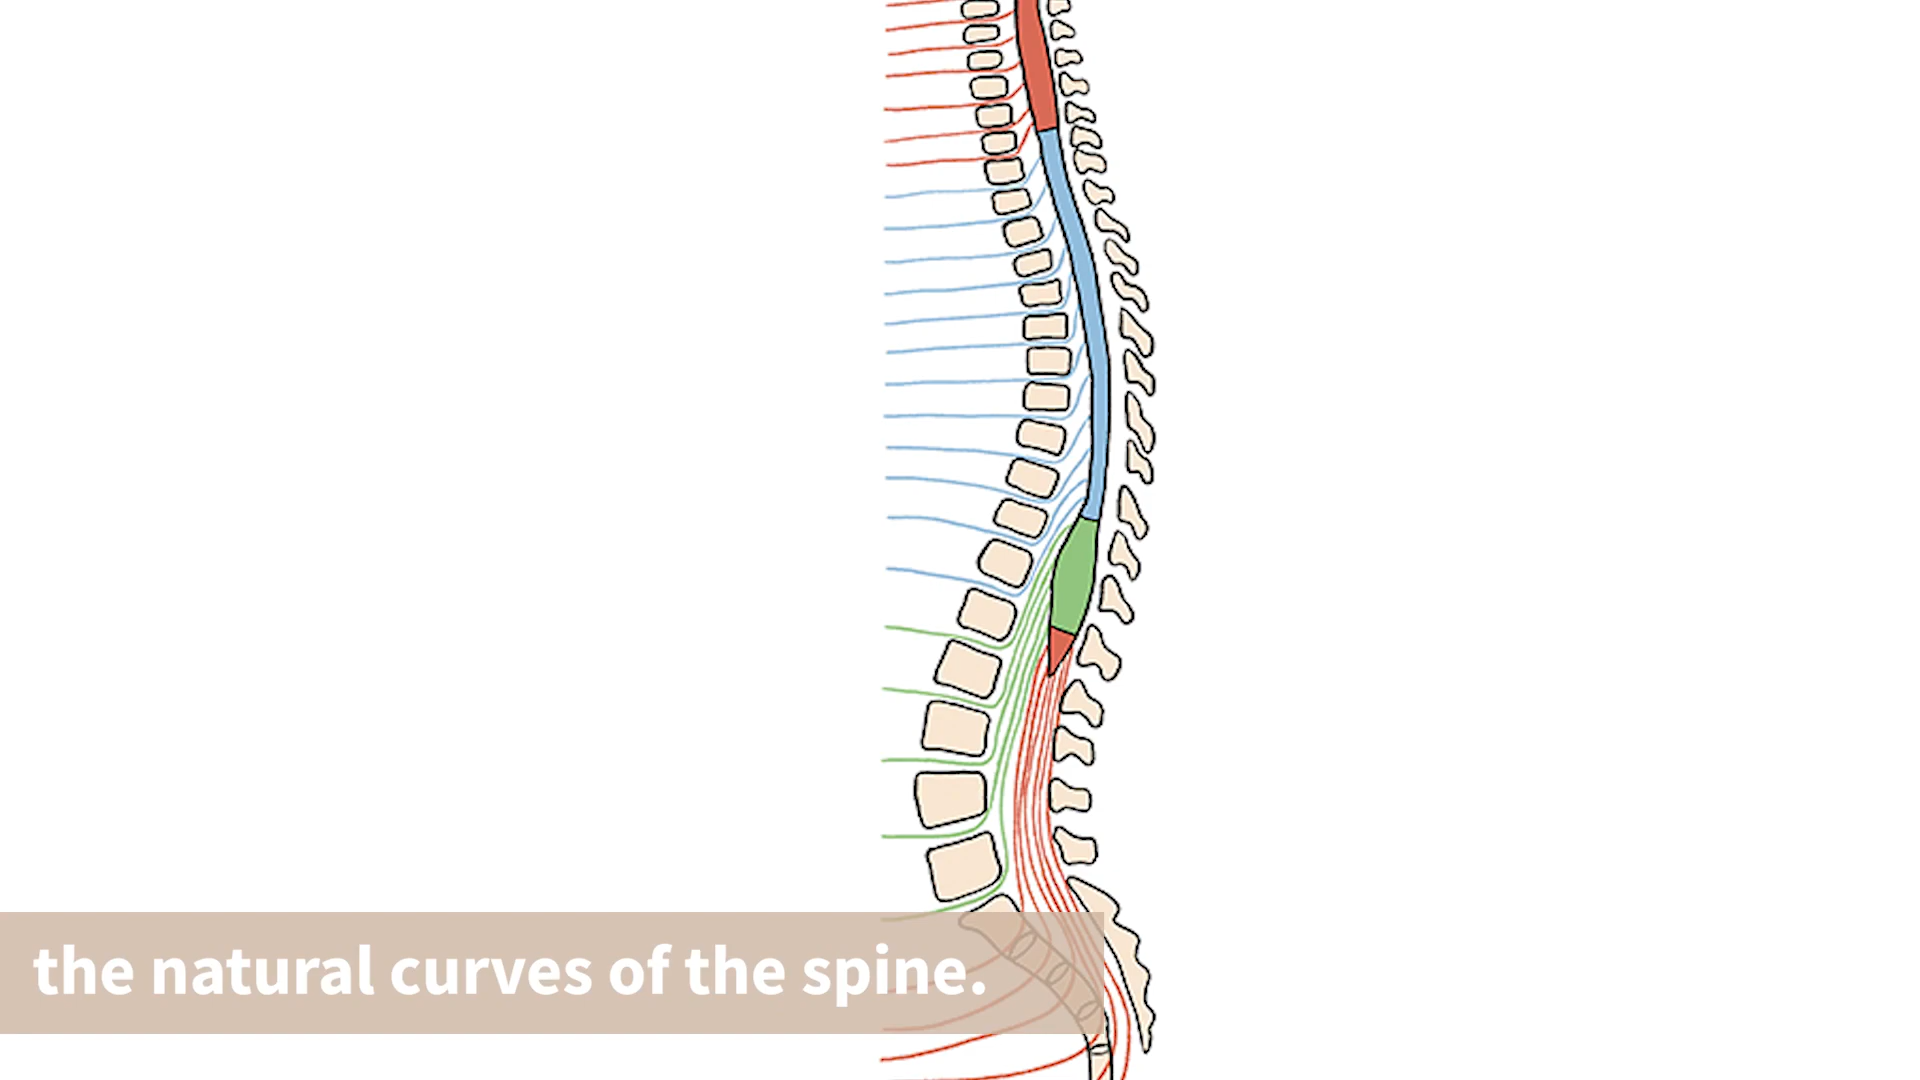 the natural curves of the spine.